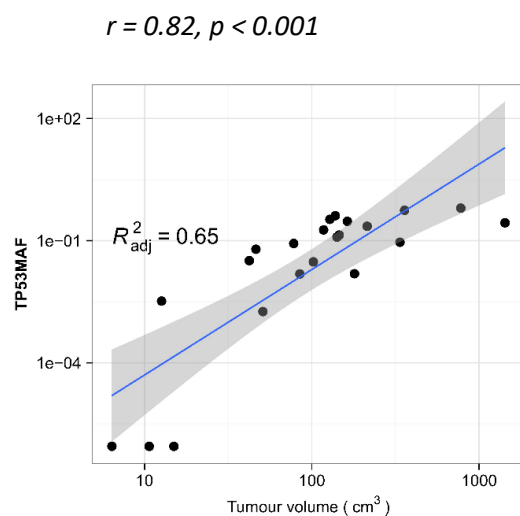 r = 0.82, p < 0.001
1e+02
1e-01
1e-04
R²adj = 0.65
TP53MAF
10
100
1000
Tumour volume ( cm³ )